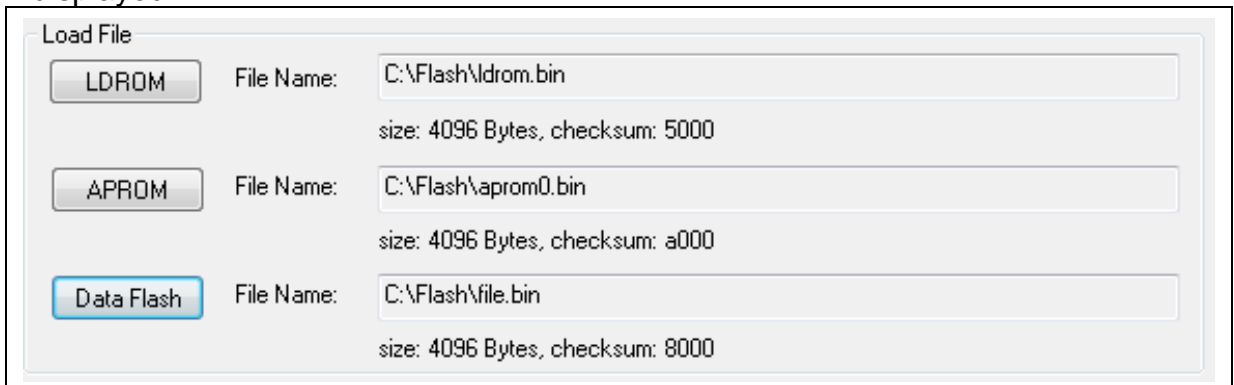 Load File
LDROM File Name: C:\Flash\ldrom.bin
size: 4096 Bytes, checksum: 5000
APROM File Name: C:\Flash\aprom0.bin
size: 4096 Bytes, checksum: a000
Data Flash File Name: C:\Flash\file.bin
size: 4096 Bytes, checksum: 8000